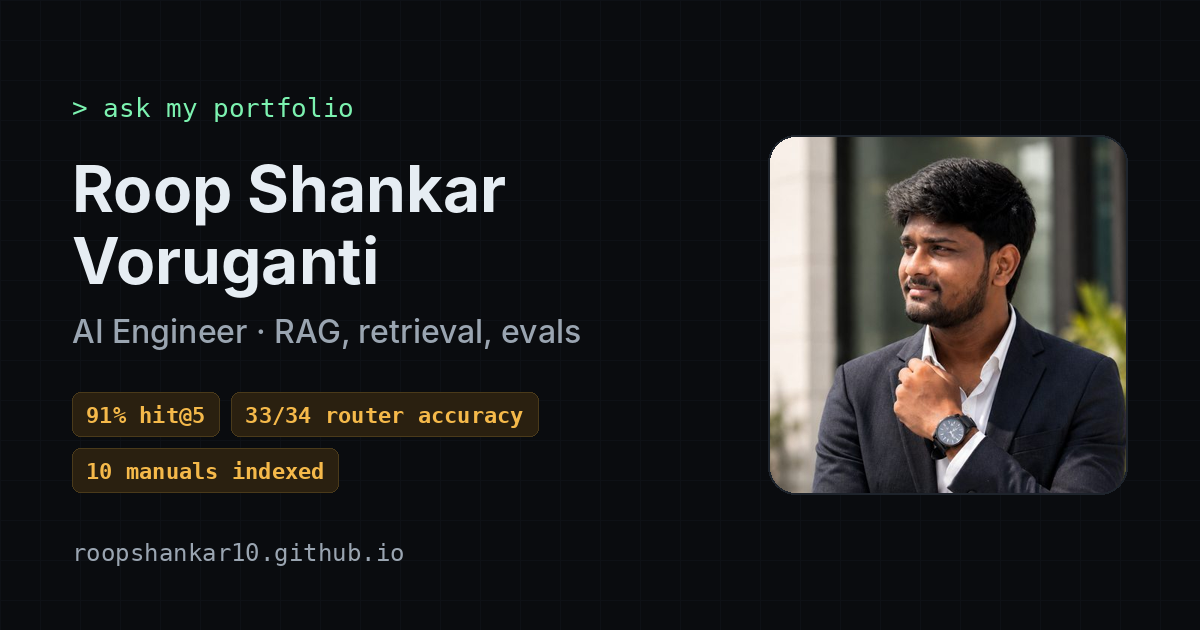 > ask my portfolio
Roop Shankar
Voruganti
AI Engineer · RAG, retrieval, evals
91% hit@5
33/34 router accuracy
10 manuals indexed
roopshankar10.github.io